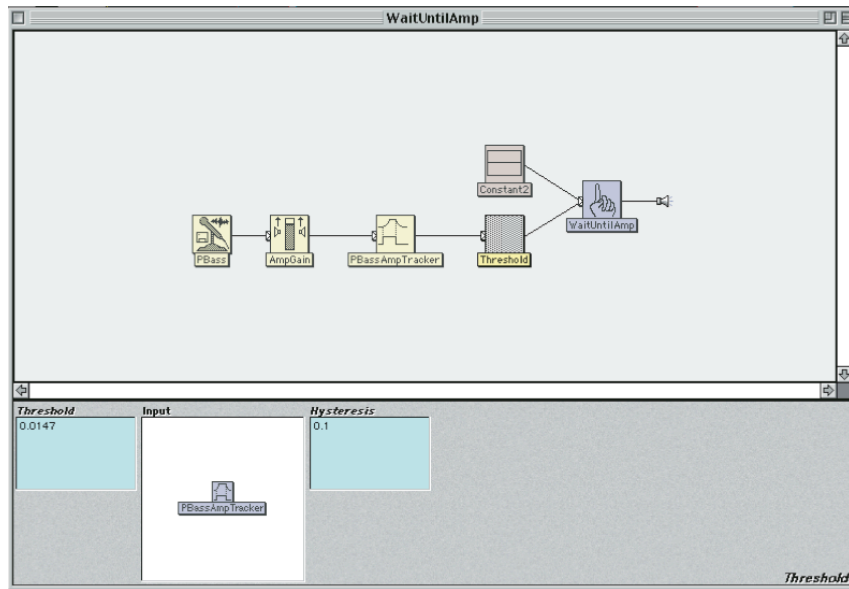 WaitUntilAmp
Constant2
WaitUntilAmp
PBass
AmpGain
PBassAmpTracker
Threshold
Threshold
Input
Hysteresis
0.0147
0.1
PBassAmpTracker
Threshold